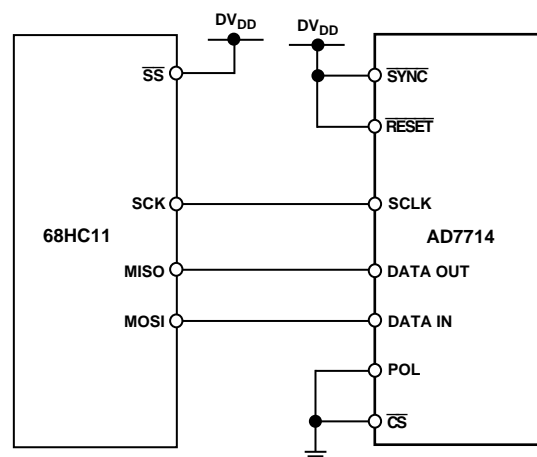 DVDD
DVDD
SS
SYNC
RESET
SCK
SCLK
68HC11
AD7714
MISO
DATA OUT
MOSI
DATA IN
POL
CS